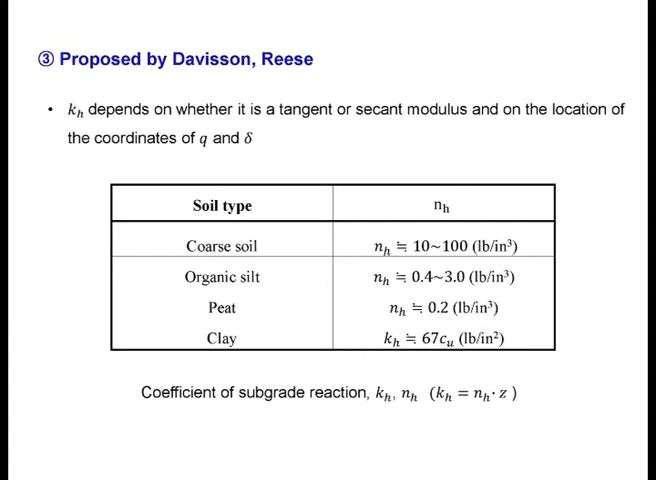 ③ Proposed by Davisson, Reese
• kₕ depends on whether it is a tangent or secant modulus and on the location of
the coordinates of q and δ
Soil type nₕ
Coarse soil nₕ ≒ 10~100 (lb/in³)
Organic silt nₕ ≒ 0.4~3.0 (lb/in³)
Peat nₕ ≒ 0.2 (lb/in³)
Clay kₕ ≒ 67cᵤ (lb/in²)
Coefficient of subgrade reaction, kₕ, nₕ (kₕ = nₕ· z )